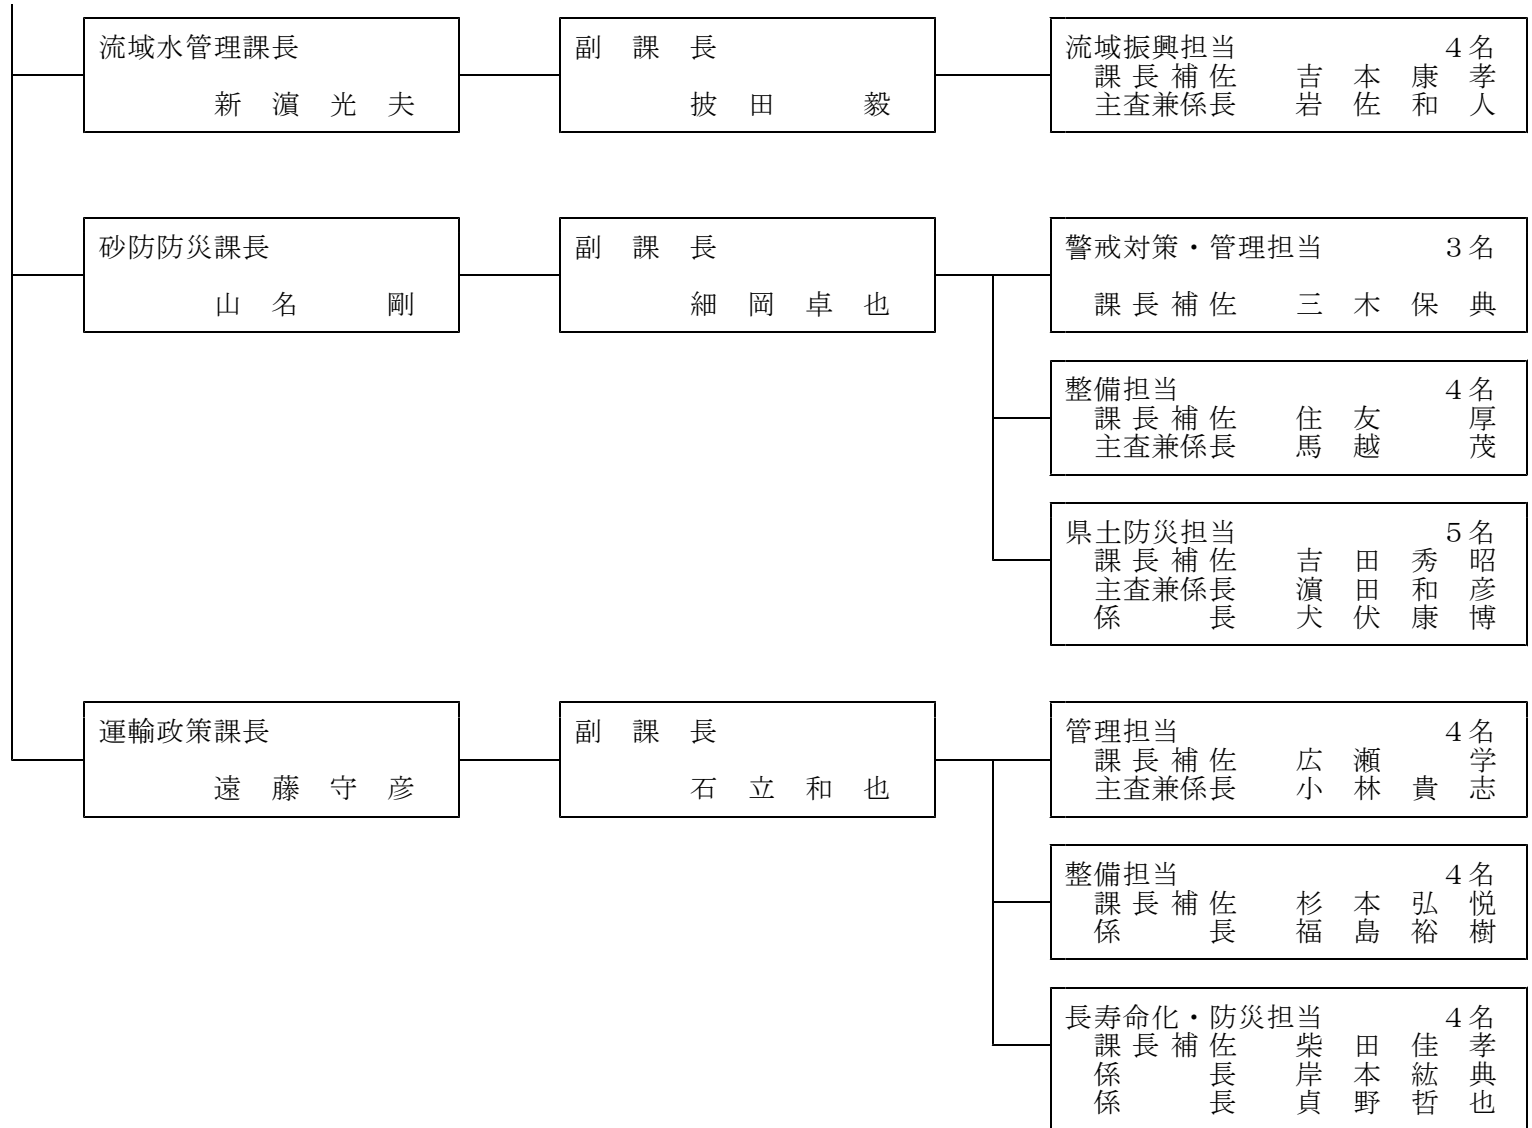 流域水管理課長
新濵光夫
副課長
披田 毅
流域振興担当 ４名
課長補佐 吉本康孝
主査兼係長 岩佐和人
砂防防災課長
山名 剛
副課長
細岡卓也
警戒対策・管理担当 ３名
課長補佐 三木保典
整備担当 ４名
課長補佐 住友 厚
主査兼係長 馬越 茂
県土防災担当 ５名
課長補佐 吉田秀昭
主査兼係長 濵田和彦
係長 犬伏康博
運輸政策課長
遠藤守彦
副課長
石立和也
管理担当 ４名
課長補佐 広瀬 学
主査兼係長 小林貴志
整備担当 ４名
課長補佐 杉本弘悦
係長 福島裕樹
長寿命化・防災担当 ４名
課長補佐 柴田佳孝
係長 岸本紘典
係長 貞野哲也